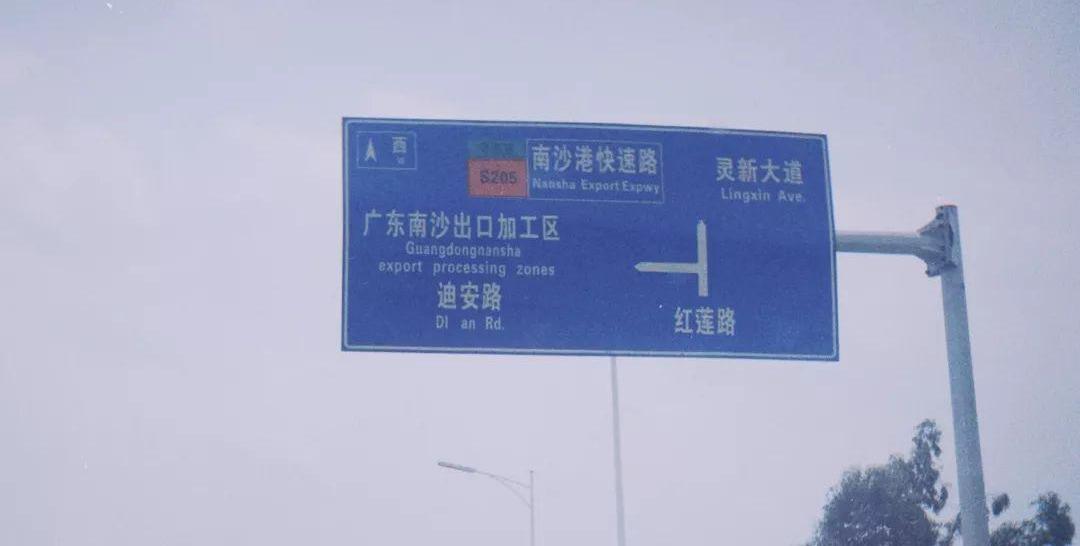 西
S205
南沙港快速路
Nansha Export Expwy
灵新大道
Lingxin Ave.
广东南沙出口加工区
Guangdongnansha
export processing zones
迪安路
DI an Rd.
红莲路